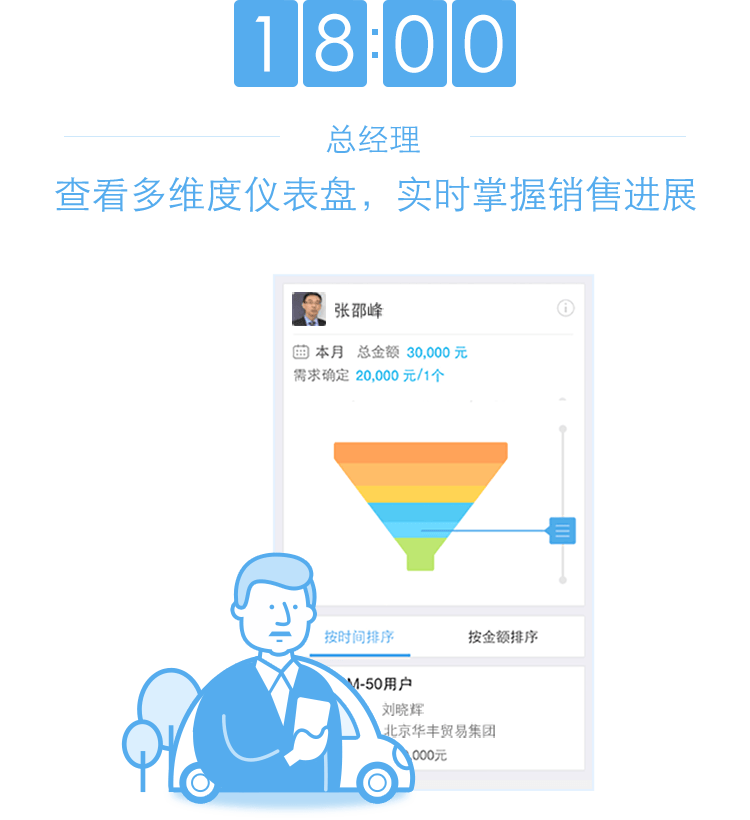 18:00
总经理
查看多维度仪表盘，实时掌握销售进展
张邵峰
本月 总金额 30,000 元
需求确定 20,000 元/1个
按时间排序 按金额排序
M-50用户
刘晓辉
北京华丰贸易集团
,000元